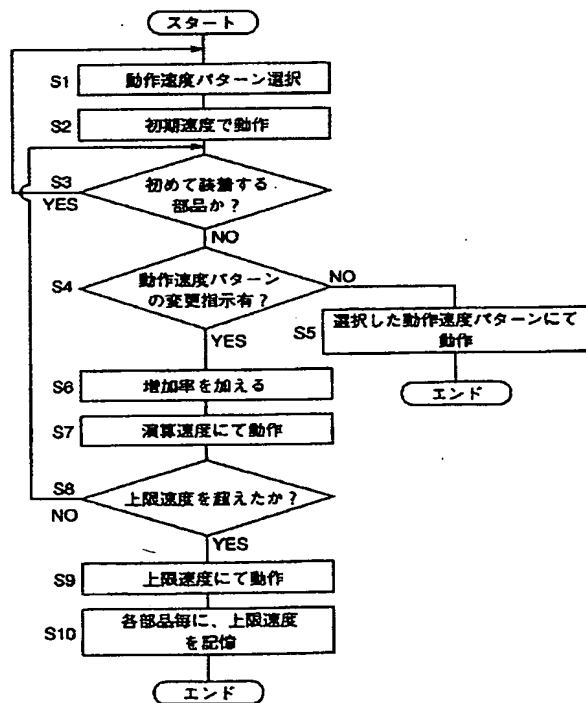 スタート
S1
動作速度パターン選択
S2
初期速度で動作
S3
YES
初めて装着する
部品か？
NO
S4
動作速度パターン
の変更指示有？
NO
YES
S5
選択した動作速度パターンにて
動作
エンド
S6
増加率を加える
S7
演算速度にて動作
S8
NO
上限速度を超えたか？
YES
S9
上限速度にて動作
S10
各部品毎に、上限速度
を記憶
エンド